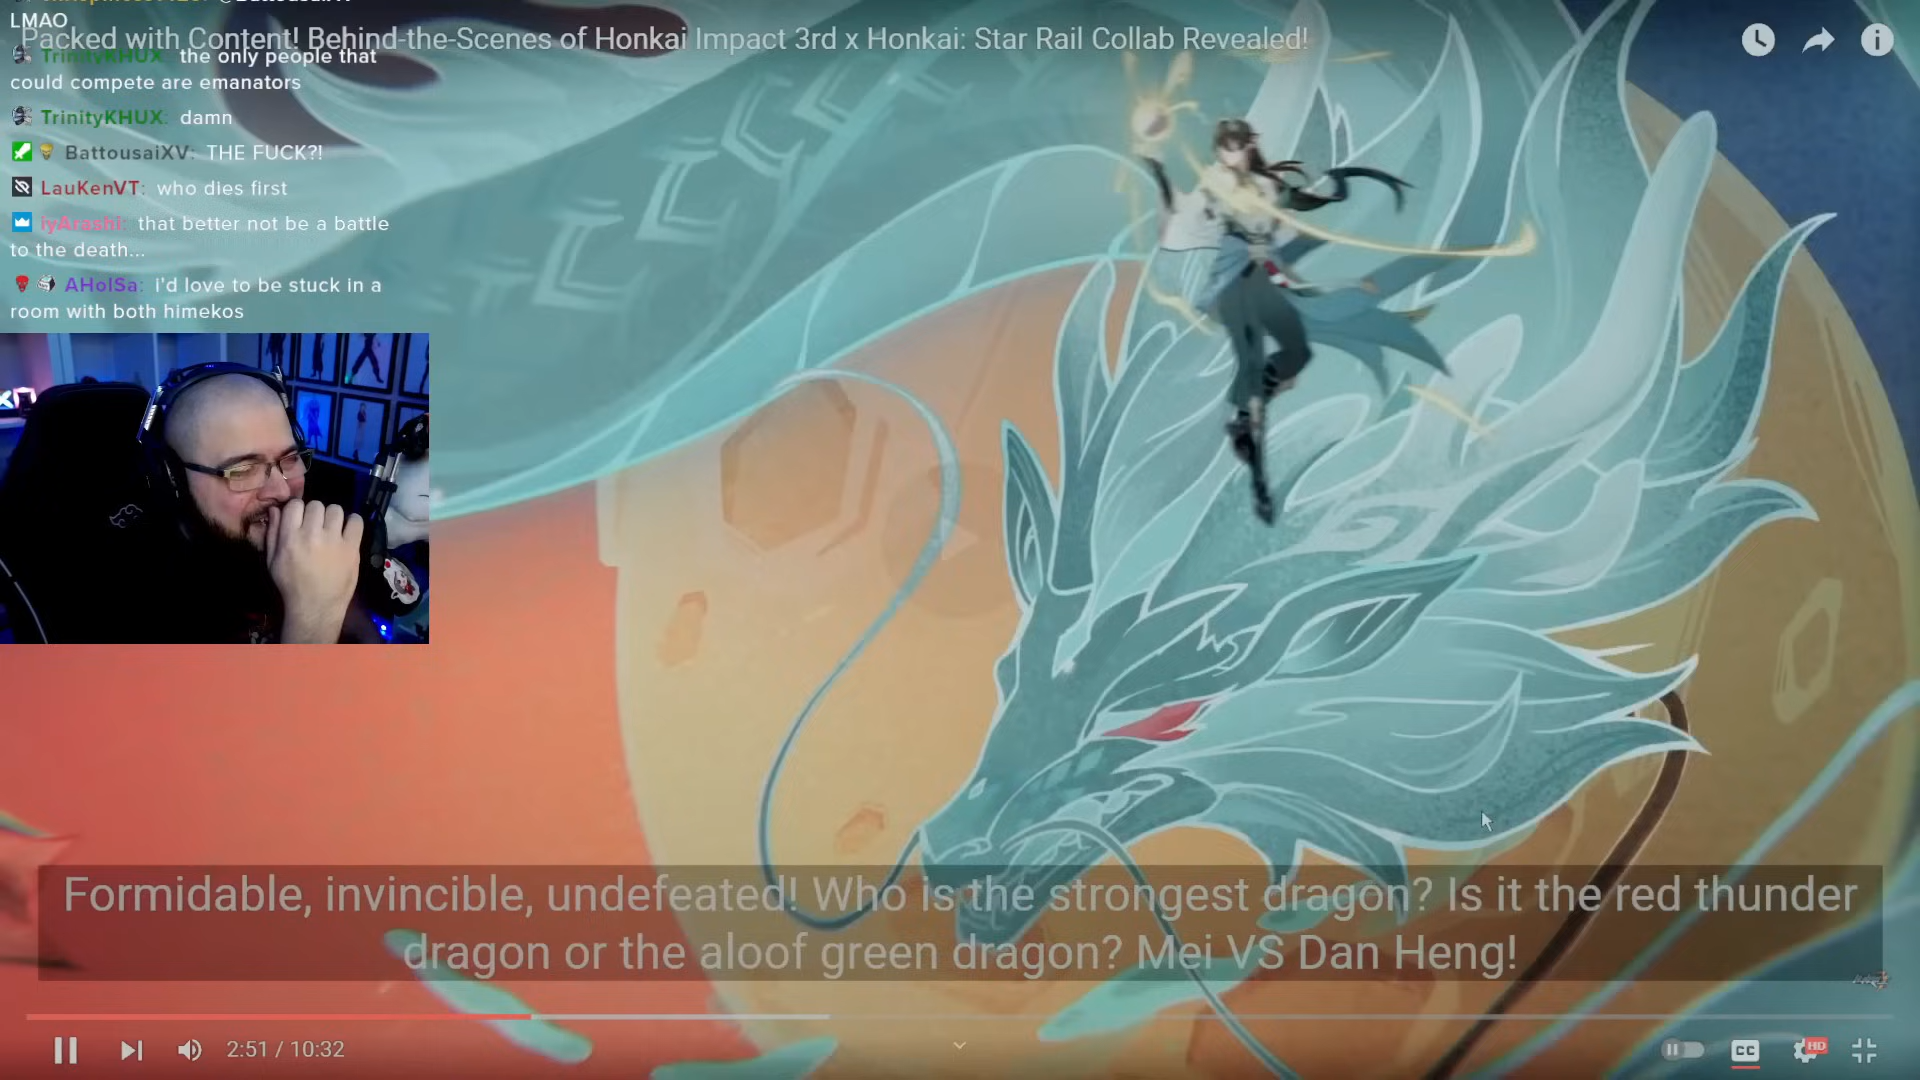 LMAO
Packed with Content! Behind-the-Scenes of Honkai Impact 3rd x Honkai: Star Rail Collab Revealed!
TrinityKHUX: the only people that
could compete are emanators
TrinityKHUX: damn
BattousaiXV: THE FUCK?!
LauKenVT: who dies first
iyArashi: that better not be a battle
to the death...
AHolSa: i'd love to be stuck in a
room with both himekos
Formidable, invincible, undefeated! Who is the strongest dragon? Is it the red thunder
dragon or the aloof green dragon? Mei VS Dan Heng!
2:51 / 10:32
CC
HD